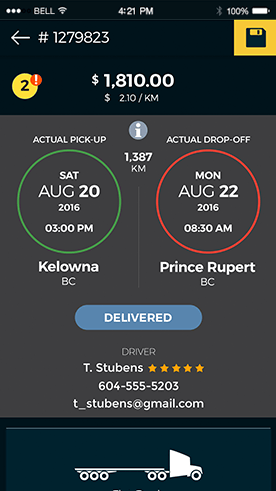 BELL 4:21 PM 100%
# 1279823
2 ! $ 1,810.00
$ 2.10 / KM
i
ACTUAL PICK-UP ACTUAL DROP-OFF
1,387
KM
SAT MON
AUG 20 AUG 22
2016 2016
03:00 PM 08:30 AM
Kelowna Prince Rupert
BC BC
DELIVERED
DRIVER
T. Stubens
604-555-5203
t_stubens@gmail.com